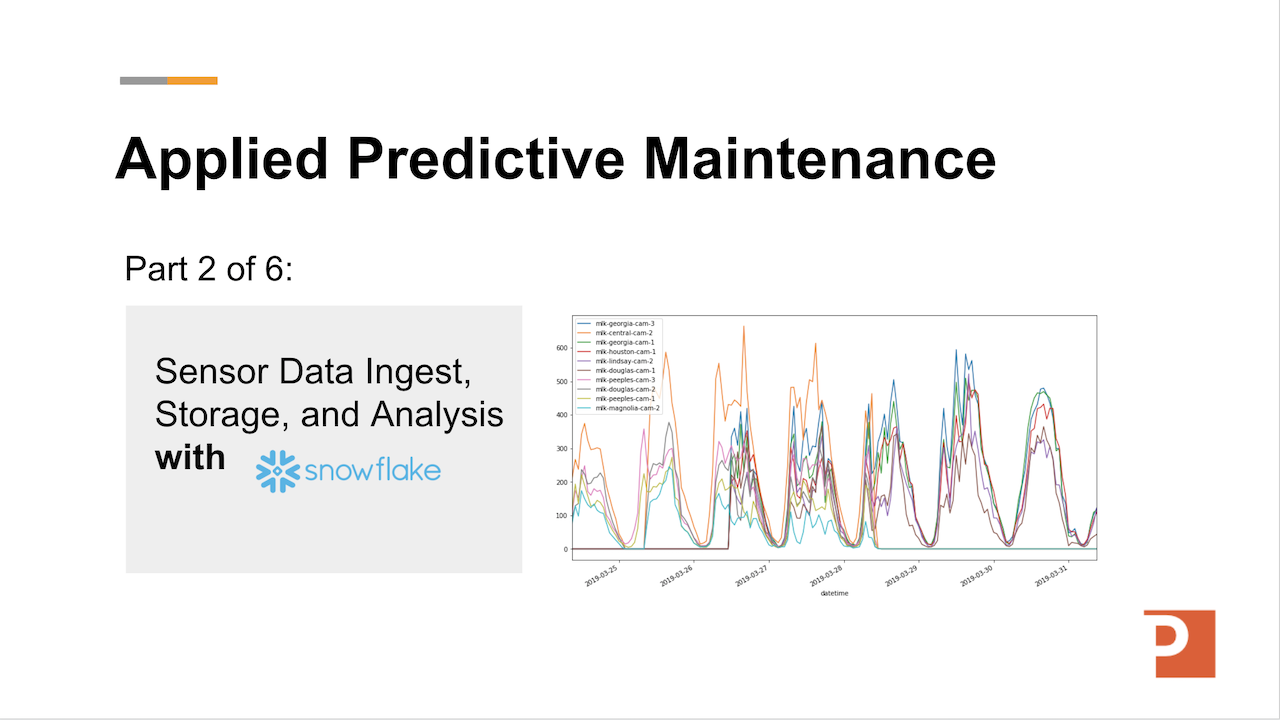 Applied Predictive Maintenance
Part 2 of 6:
Sensor Data Ingest,
Storage, and Analysis
with snowflake
mlk-georgia-cam-3
mlk-central-cam-2
mlk-georgia-cam-1
mlk-houston-cam-1
mlk-lindsay-cam-2
mlk-douglas-cam-1
mlk-peeples-cam-3
mlk-douglas-cam-2
mlk-peeples-cam-1
mlk-magnolia-cam-2
600
500
400
300
200
100
0
2019-03-25 2019-03-26 2019-03-27 2019-03-28 2019-03-29 2019-03-30 2019-03-31
datetime
P